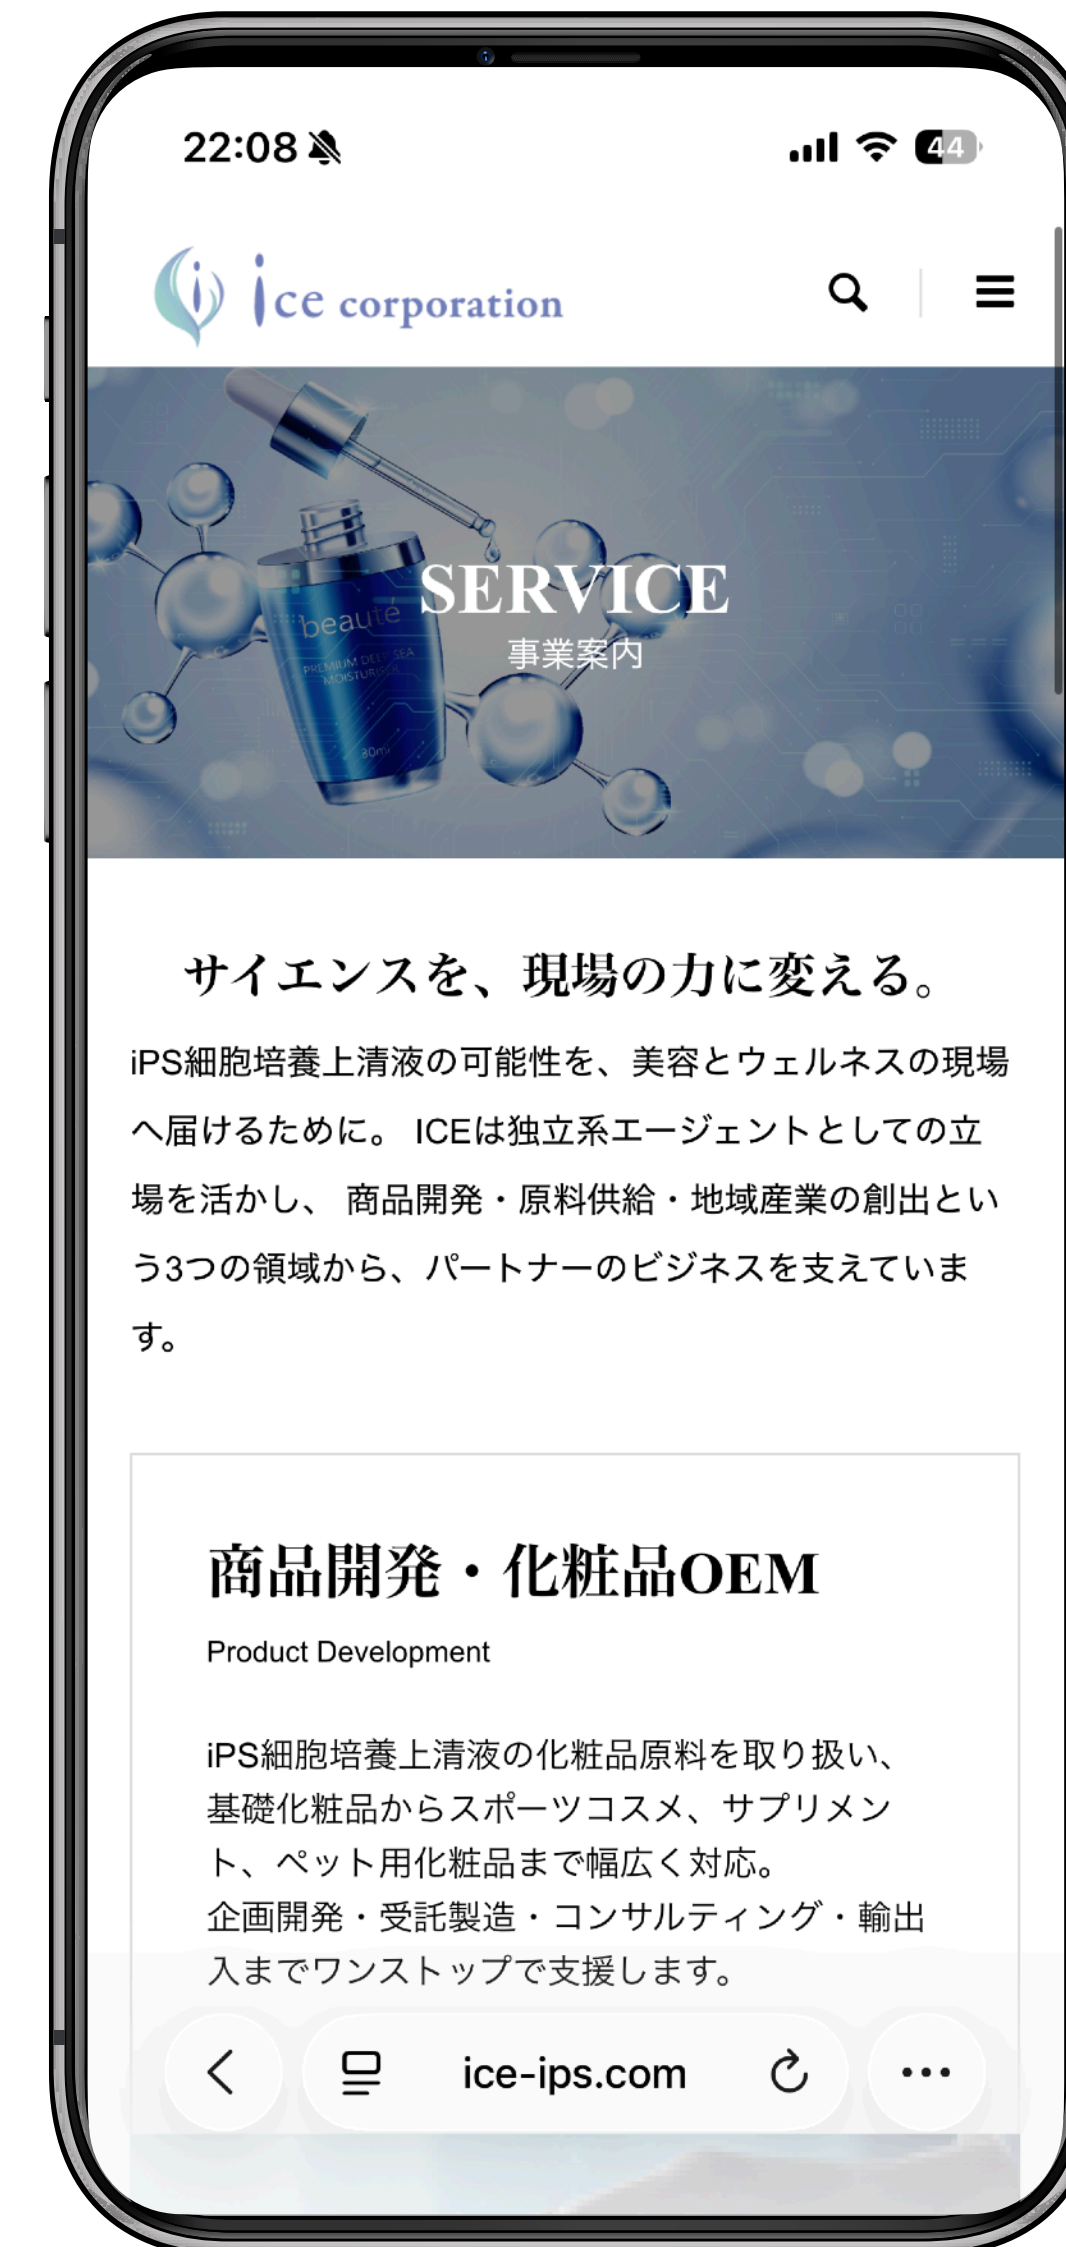 22:08
44
ice corporation
beauté
PREMIUM DEEP SEA
MOISTURISER
30ml
SERVICE
事業案内
サイエンスを、現場の力に変える。
iPS細胞培養上清液の可能性を、美容とウェルネスの現場
へ届けるために。 ICEは独立系エージェントとしての立
場を活かし、 商品開発・原料供給・地域産業の創出とい
う3つの領域から、パートナーのビジネスを支えていま
す。
商品開発・化粧品OEM
Product Development
iPS細胞培養上清液の化粧品原料を取り扱い、
基礎化粧品からスポーツコスメ、サプリメン
ト、ペット用化粧品まで幅広く対応。
企画開発・受託製造・コンサルティング・輸出
入までワンストップで支援します。
ice-ips.com